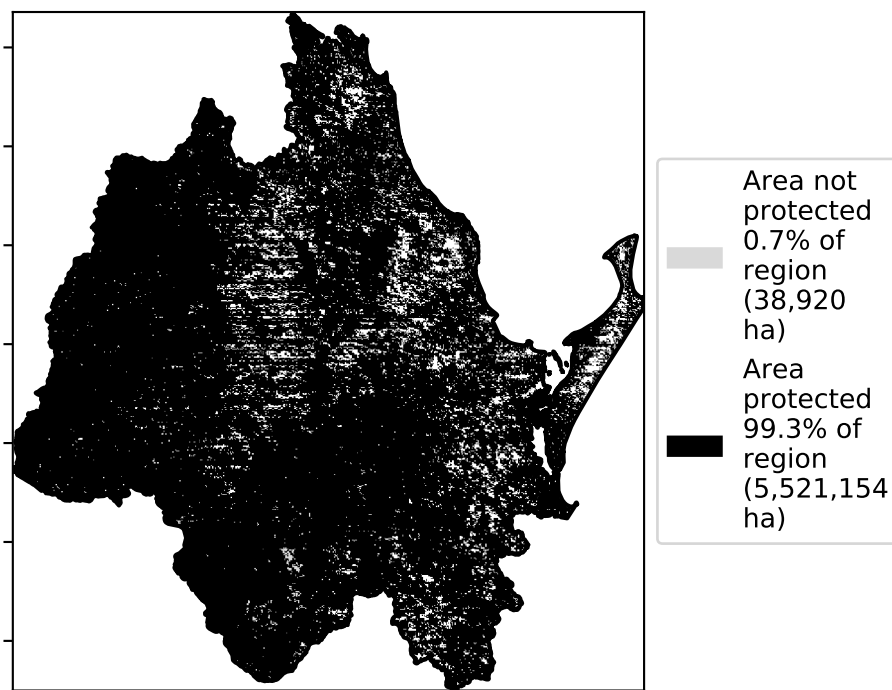 Area not
protected
0.7% of
region
(38,920
ha)
Area
protected
99.3% of
region
(5,521,154
ha)